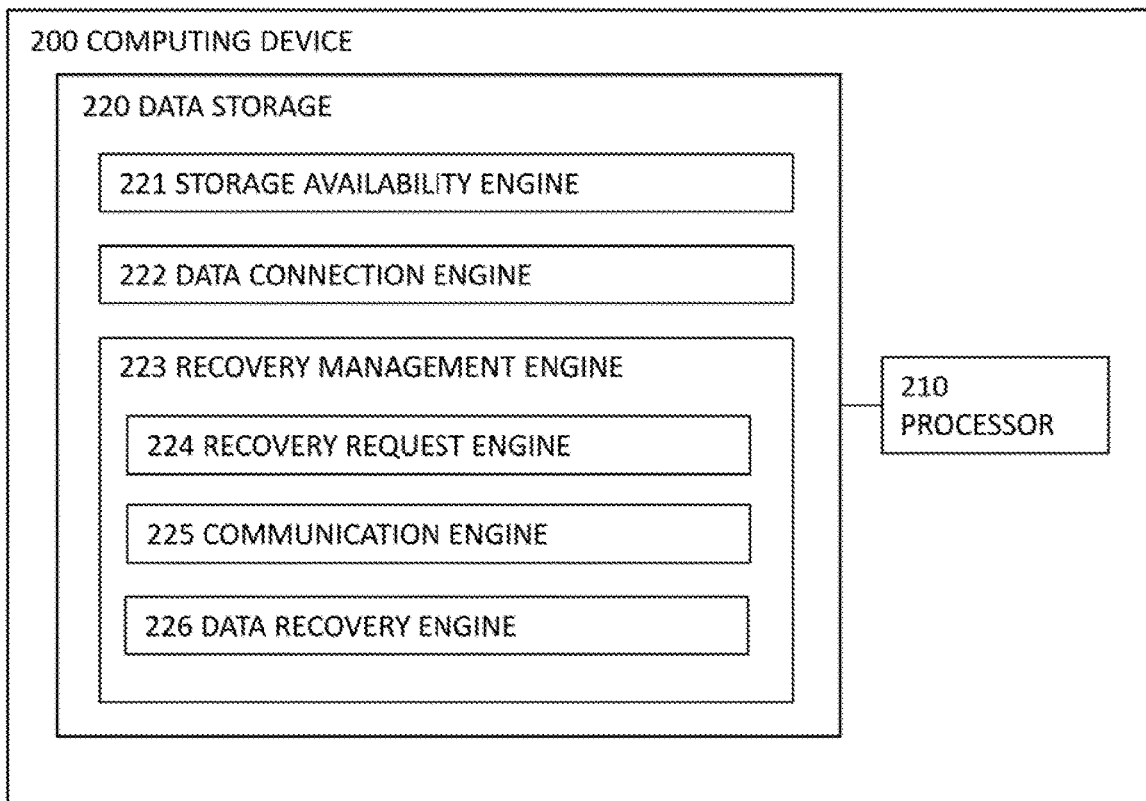 200 COMPUTING DEVICE
220 DATA STORAGE
221 STORAGE AVAILABILITY ENGINE
222 DATA CONNECTION ENGINE
223 RECOVERY MANAGEMENT ENGINE
224 RECOVERY REQUEST ENGINE
225 COMMUNICATION ENGINE
226 DATA RECOVERY ENGINE
210
PROCESSOR